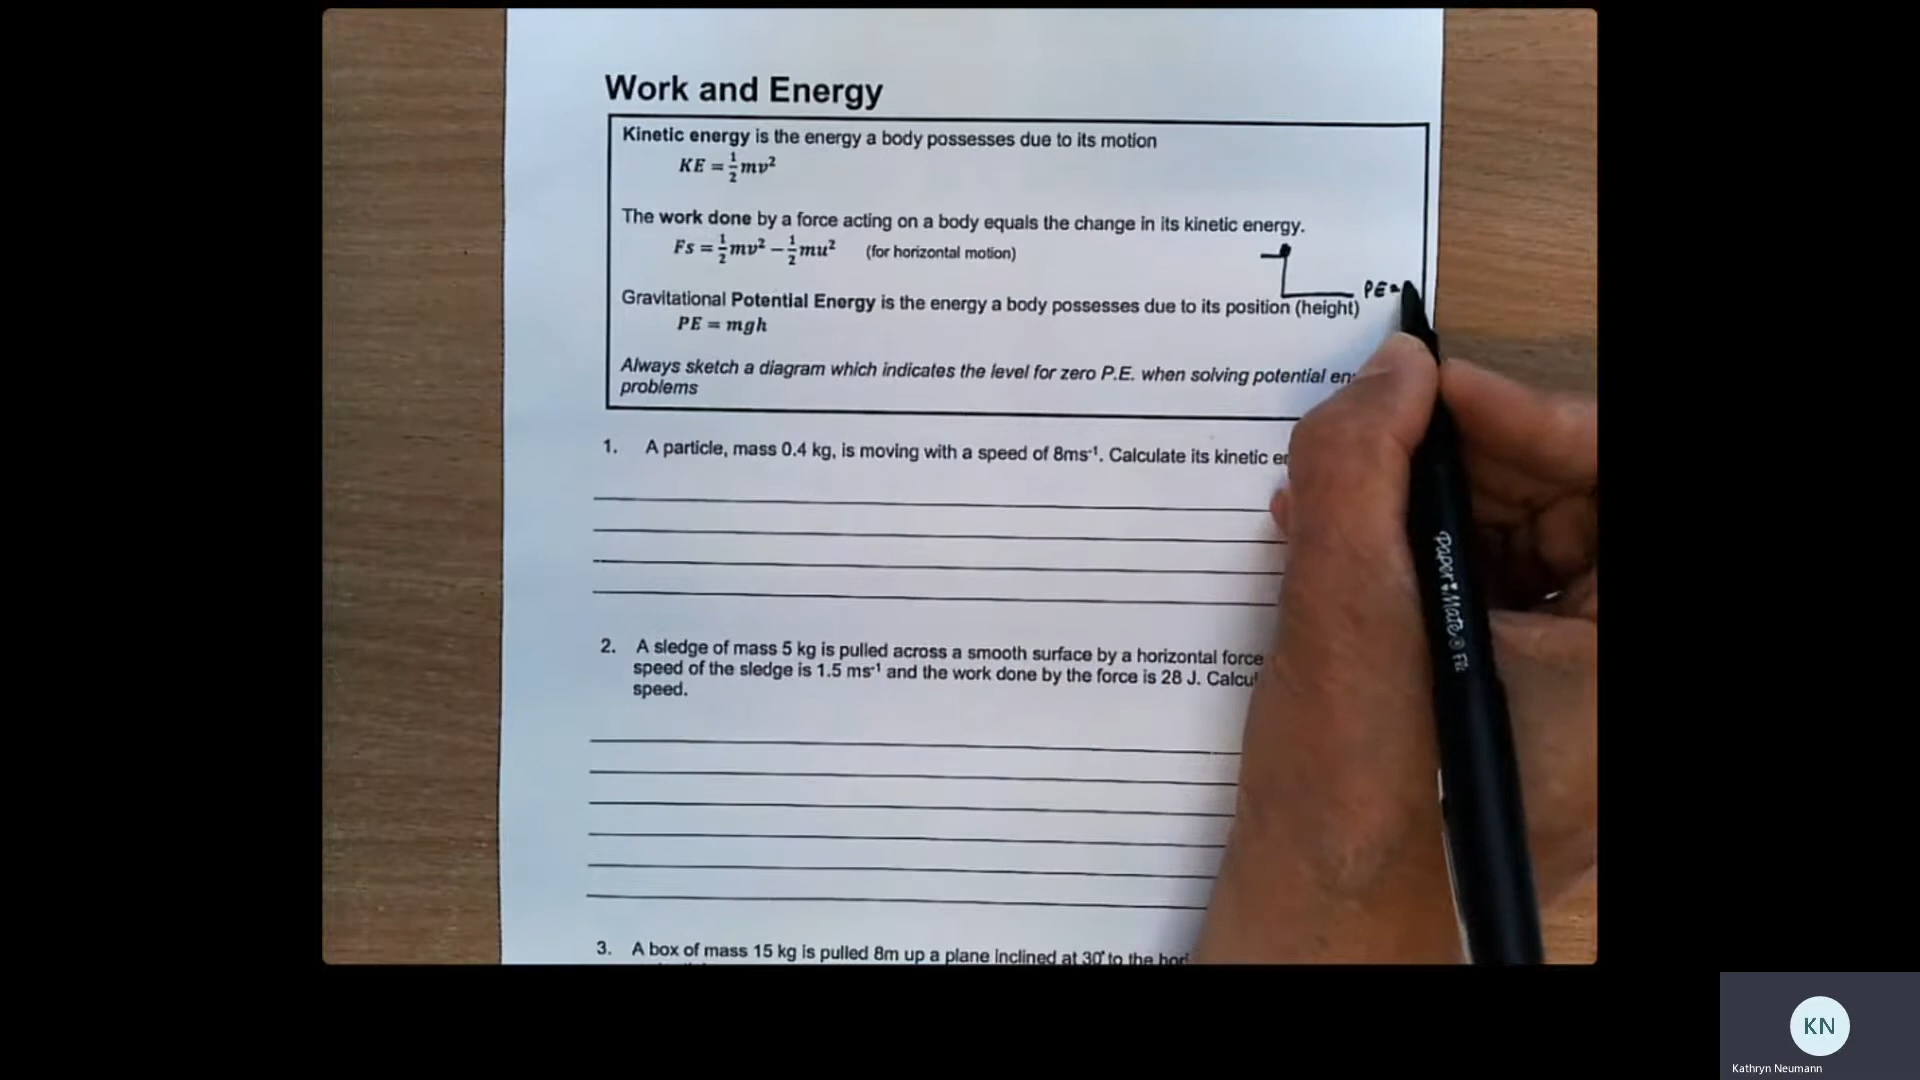 Work and Energy
Kinetic energy is the energy a body possesses due to its motion
KE = 1/2 mv²
The work done by a force acting on a body equals the change in its kinetic energy.
Fs = 1/2 mv² − 1/2 mu² (for horizontal motion)
PE=
Gravitational Potential Energy is the energy a body possesses due to its position (height)
PE = mgh
Always sketch a diagram which indicates the level for zero P.E. when solving potential
problems
1. A particle, mass 0.4 kg, is moving with a speed of 8ms⁻¹. Calculate its kinetic
2. A sledge of mass 5 kg is pulled across a smooth surface by a horizontal force
speed of the sledge is 1.5 ms⁻¹ and the work done by the force is 28 J.
speed.
3. A box of mass 15 kg is pulled 8m up a plane inclined at 30° to the
Paper Mate
KN
Kathryn Neumann